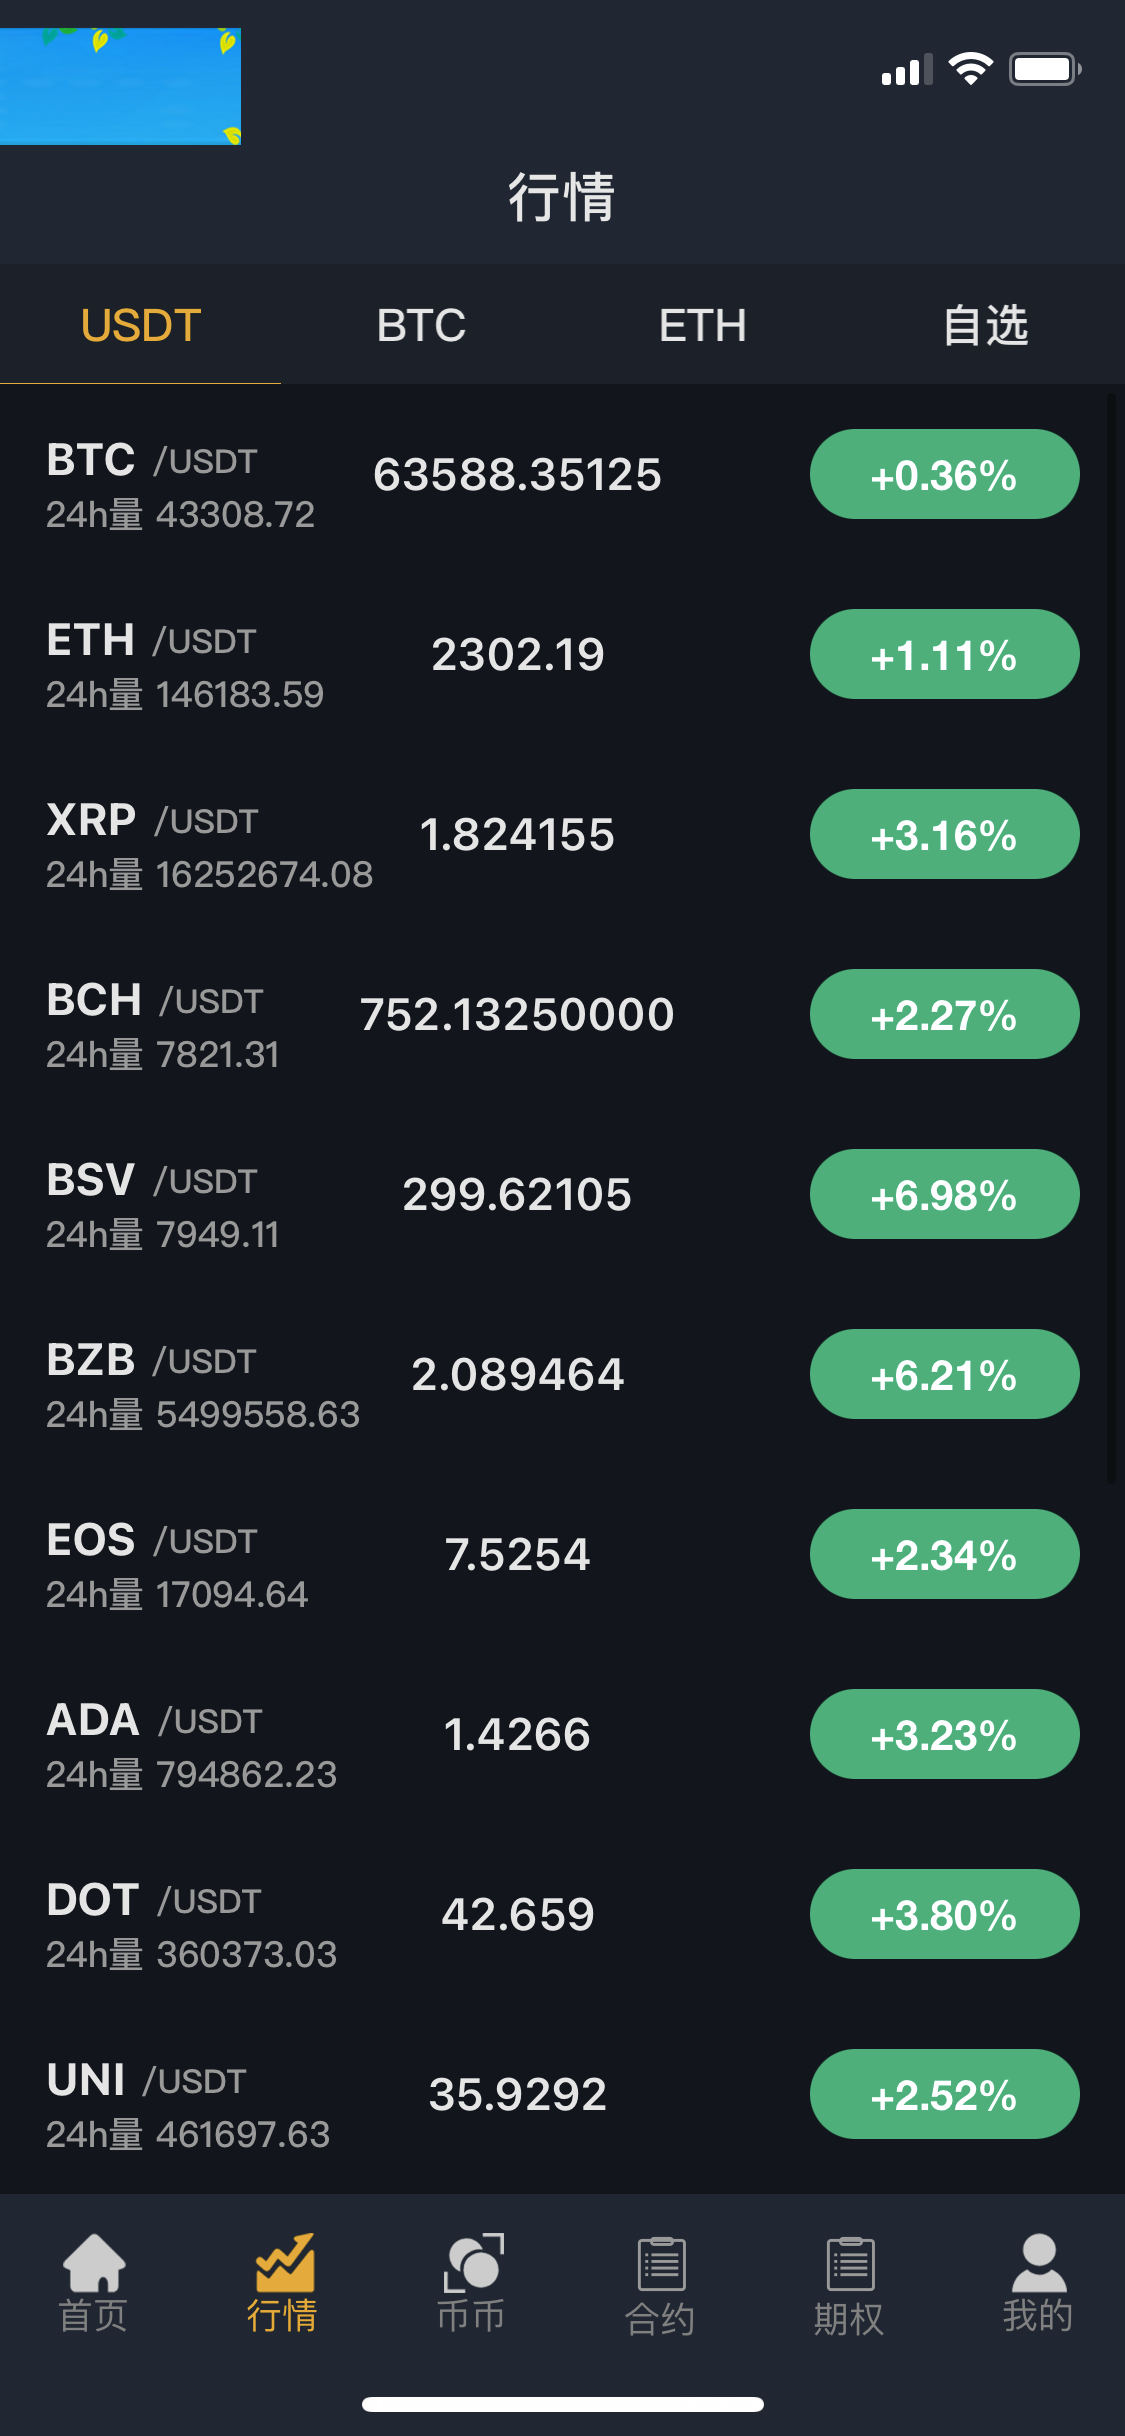 行情
USDT BTC ETH 自选
BTC /USDT 63588.35125 +0.36%
24h量 43308.72
ETH /USDT 2302.19 +1.11%
24h量 146183.59
XRP /USDT 1.824155 +3.16%
24h量 16252674.08
BCH /USDT 752.13250000 +2.27%
24h量 7821.31
BSV /USDT 299.62105 +6.98%
24h量 7949.11
BZB /USDT 2.089464 +6.21%
24h量 5499558.63
EOS /USDT 7.5254 +2.34%
24h量 17094.64
ADA /USDT 1.4266 +3.23%
24h量 794862.23
DOT /USDT 42.659 +3.80%
24h量 360373.03
UNI /USDT 35.9292 +2.52%
24h量 461697.63
首页 行情 币币 合约 期权 我的